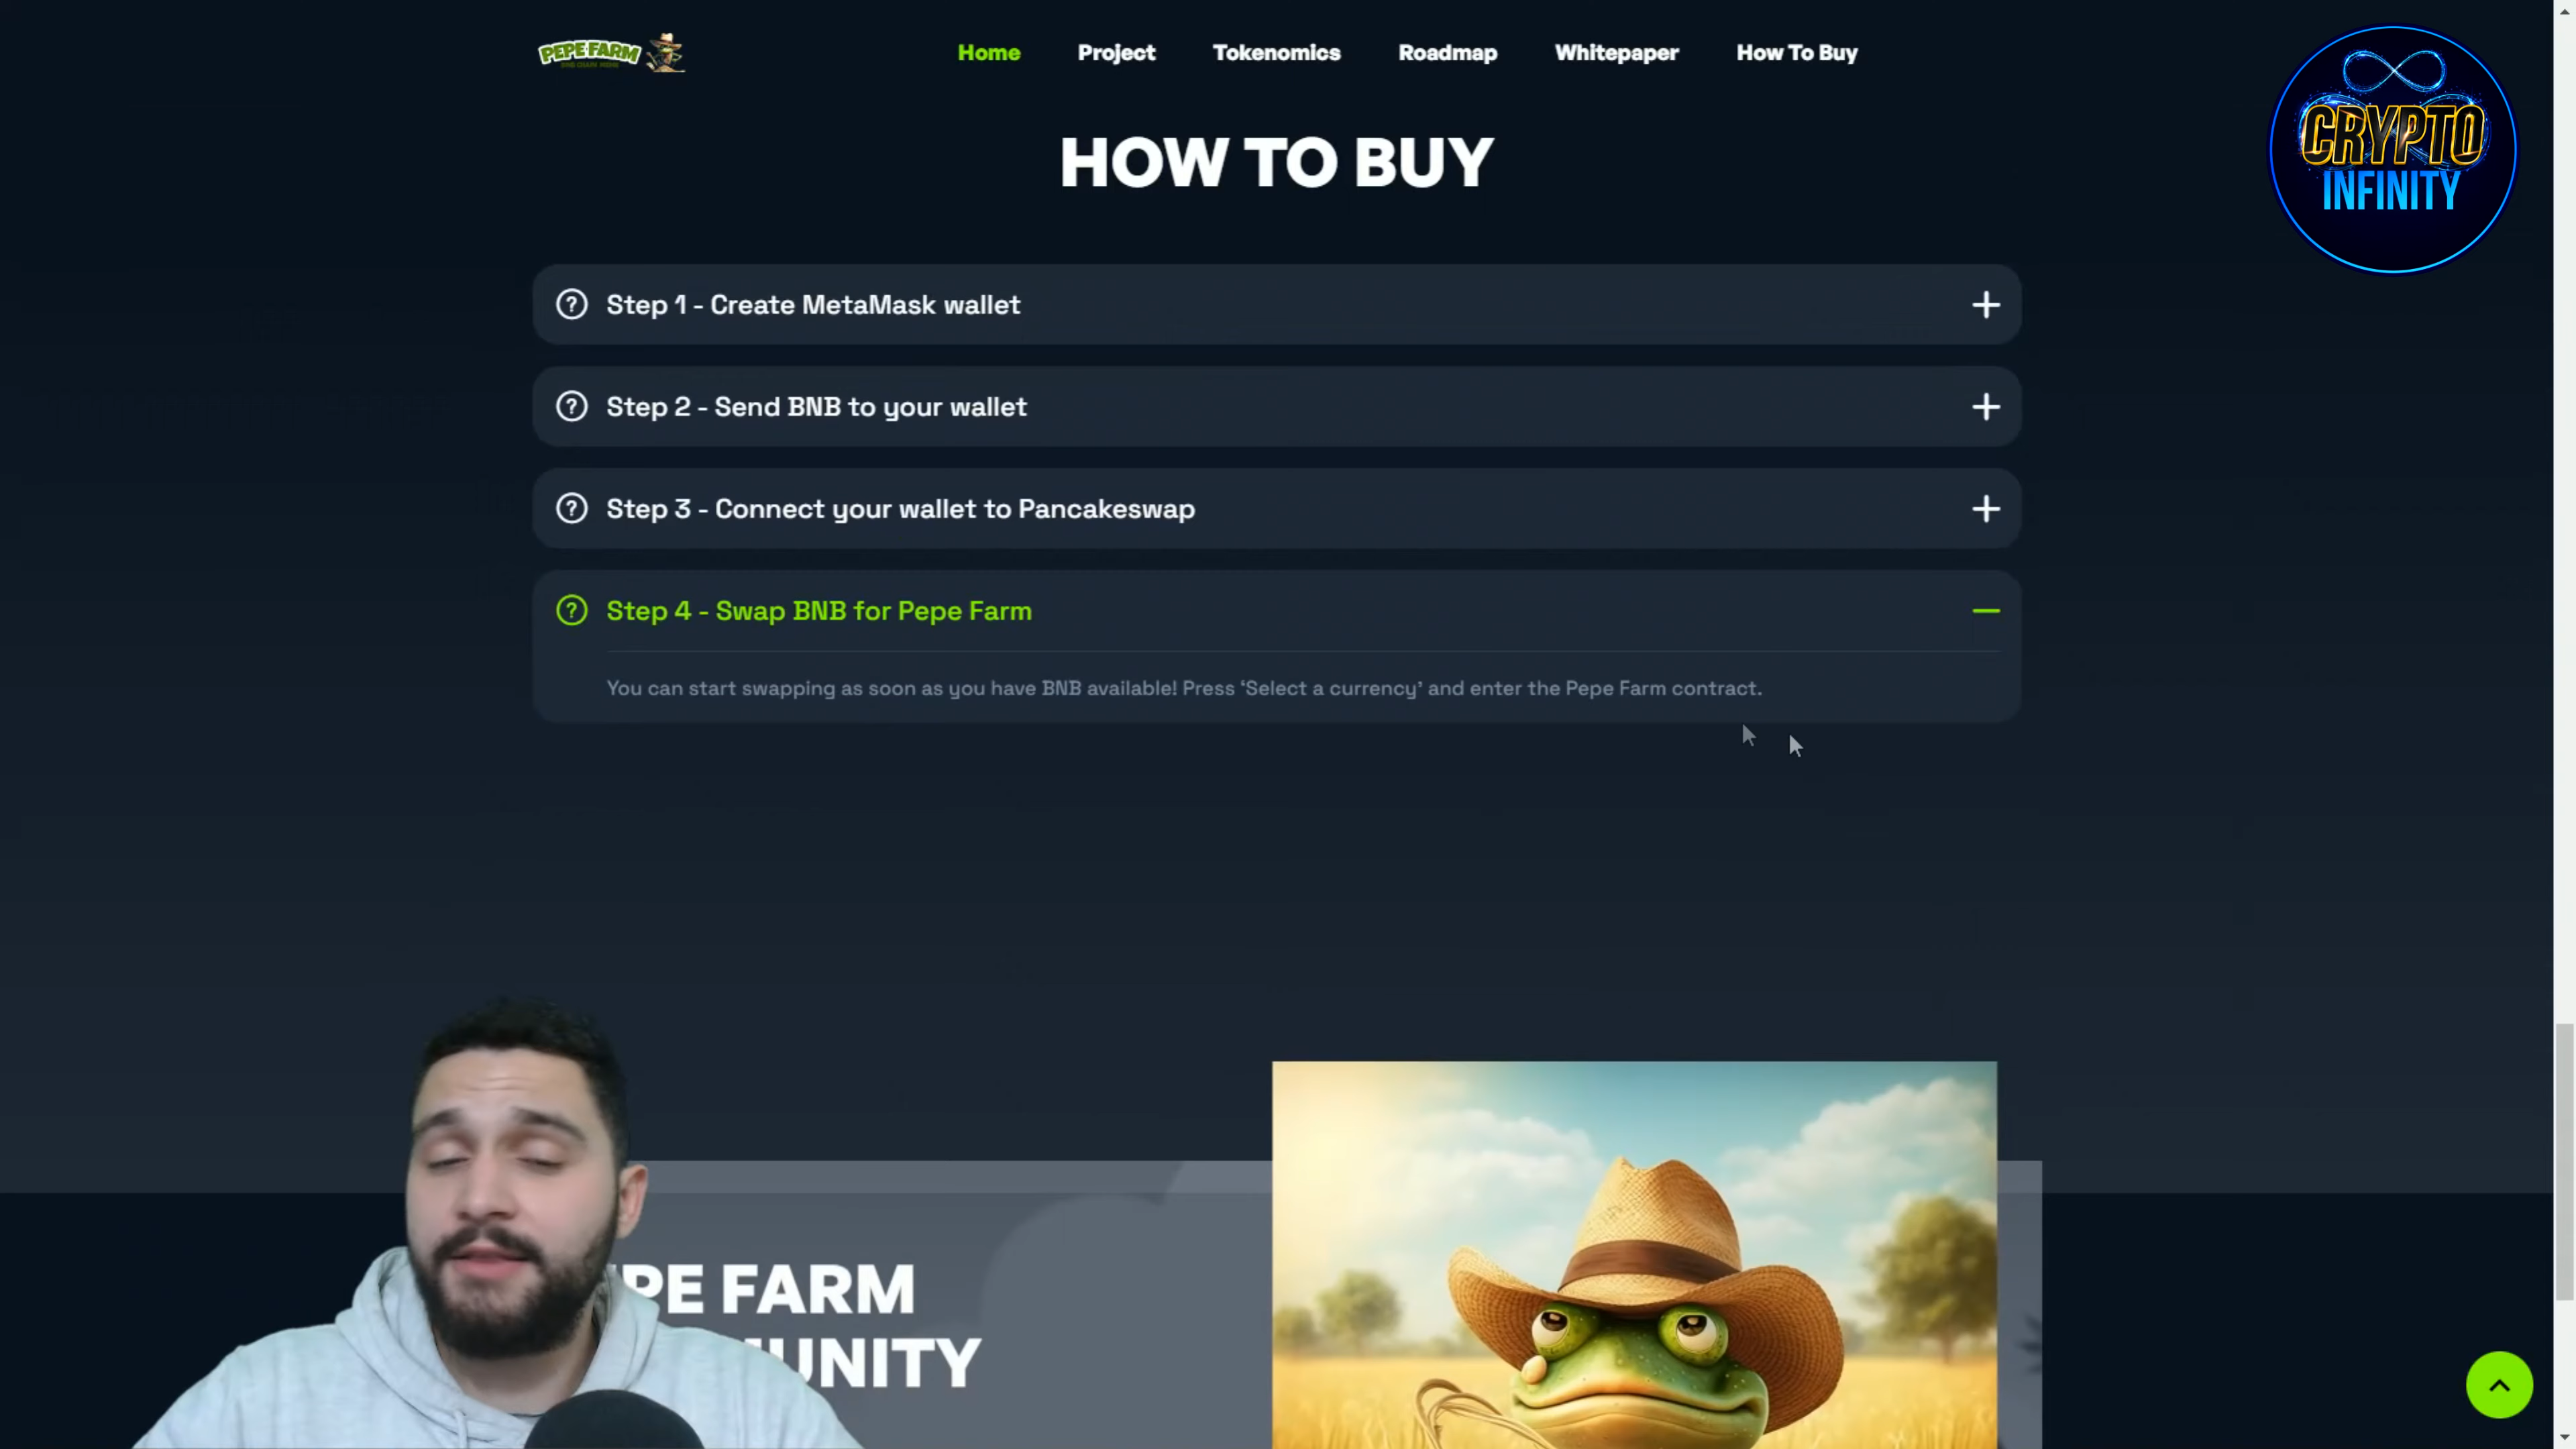 PEPE FARM
Home Project Tokenomics Roadmap Whitepaper How To Buy
CRYPTO
INFINITY
HOW TO BUY
Step 1 - Create MetaMask wallet
Step 2 - Send BNB to your wallet
Step 3 - Connect your wallet to Pancakeswap
Step 4 - Swap BNB for Pepe Farm
You can start swapping as soon as you have BNB available! Press ‘Select a currency’ and enter the Pepe Farm contract.
PE FARM
UNITY